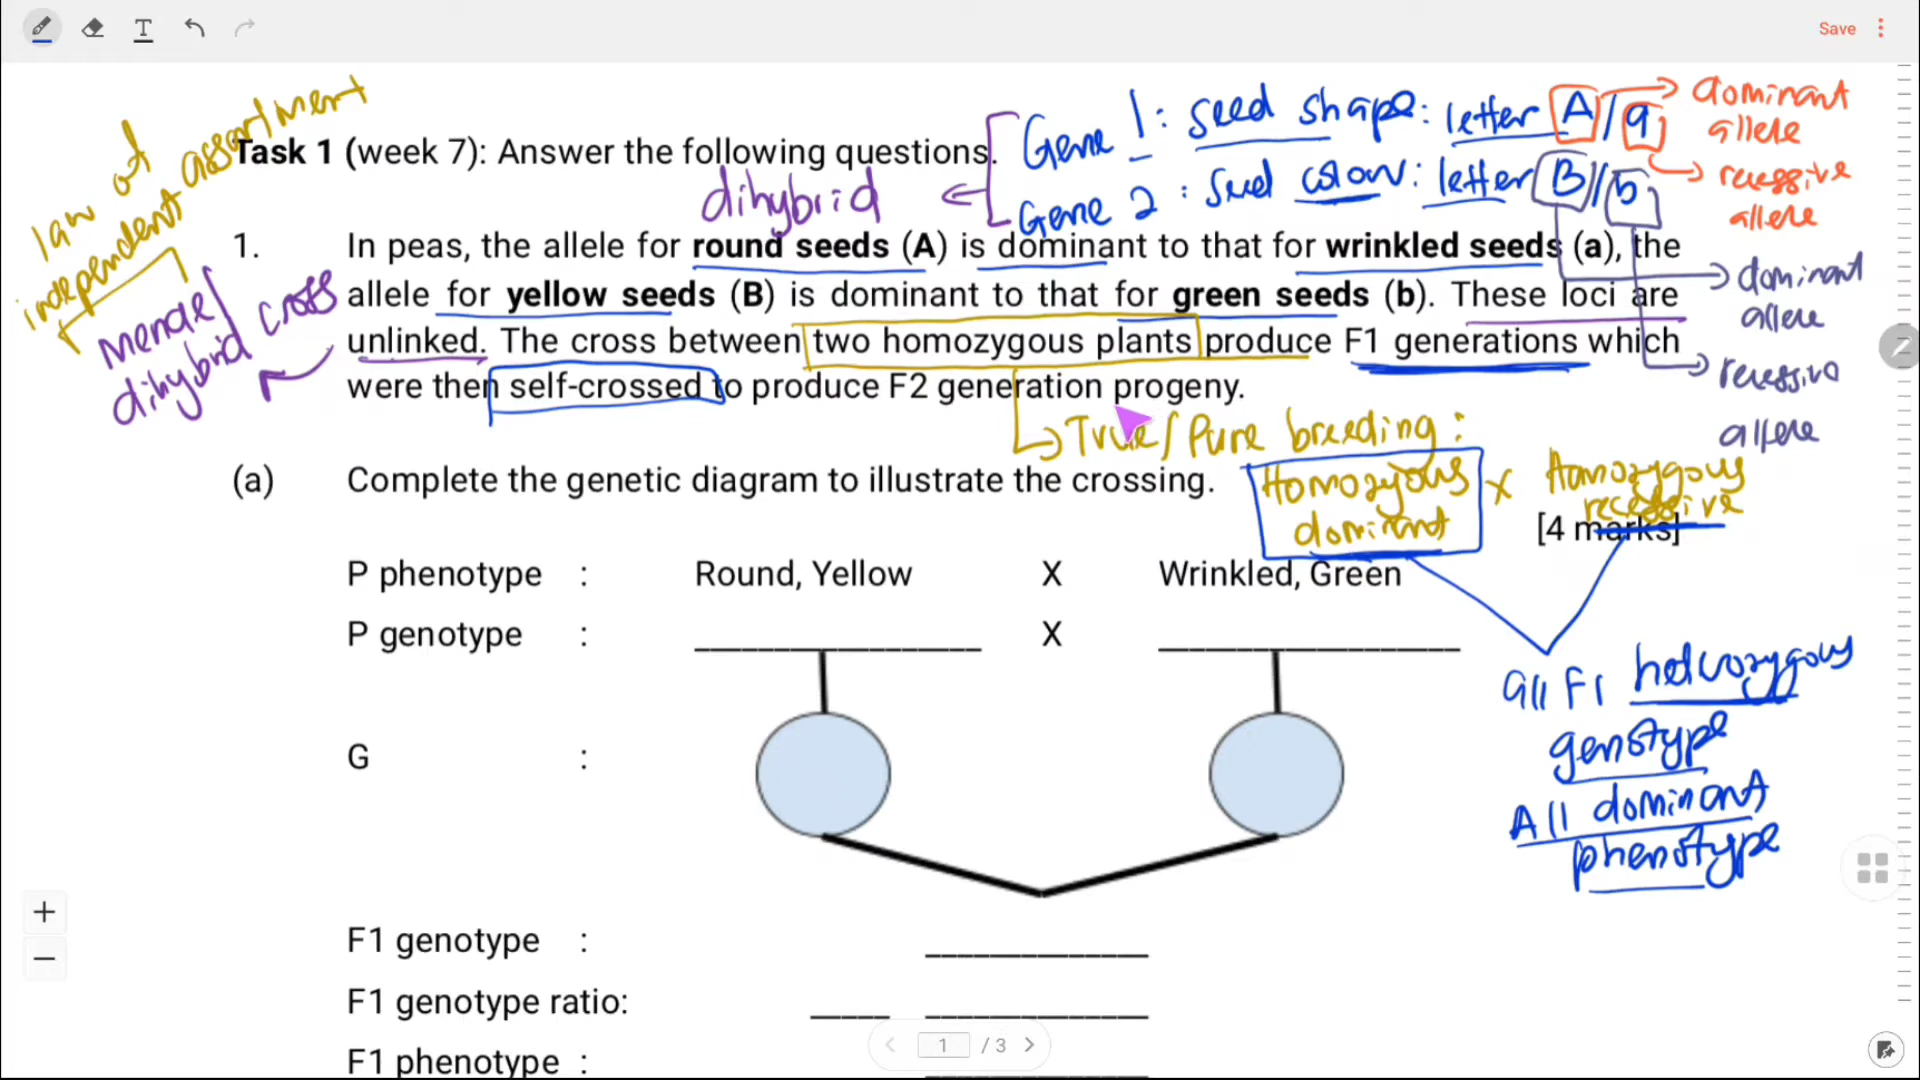 Save
law of
independent assortment
Task 1 (week 7): Answer the following questions.
Gene 1: seed shape: letter A/a
dominant
allele
recessive
allele
dihybrid
Gene 2: seed colour: letter B/b
dominant
allele
recessive
allele
Mendel
dihybrid cross
1. In peas, the allele for round seeds (A) is dominant to that for wrinkled seeds (a), the
allele for yellow seeds (B) is dominant to that for green seeds (b). These loci are
unlinked. The cross between two homozygous plants produce F1 generations which
were then self-crossed to produce F2 generation progeny.
True/Pure breeding:
(a) Complete the genetic diagram to illustrate the crossing.
Homozygous
dominant
x Homozygous
recessive
[4 marks]
P phenotype : Round, Yellow X Wrinkled, Green
P genotype : X
all F1 heterozygous
genotype
All dominant
phenotype
G :
F1 genotype :
F1 genotype ratio:
F1 phenotype :
1 / 3